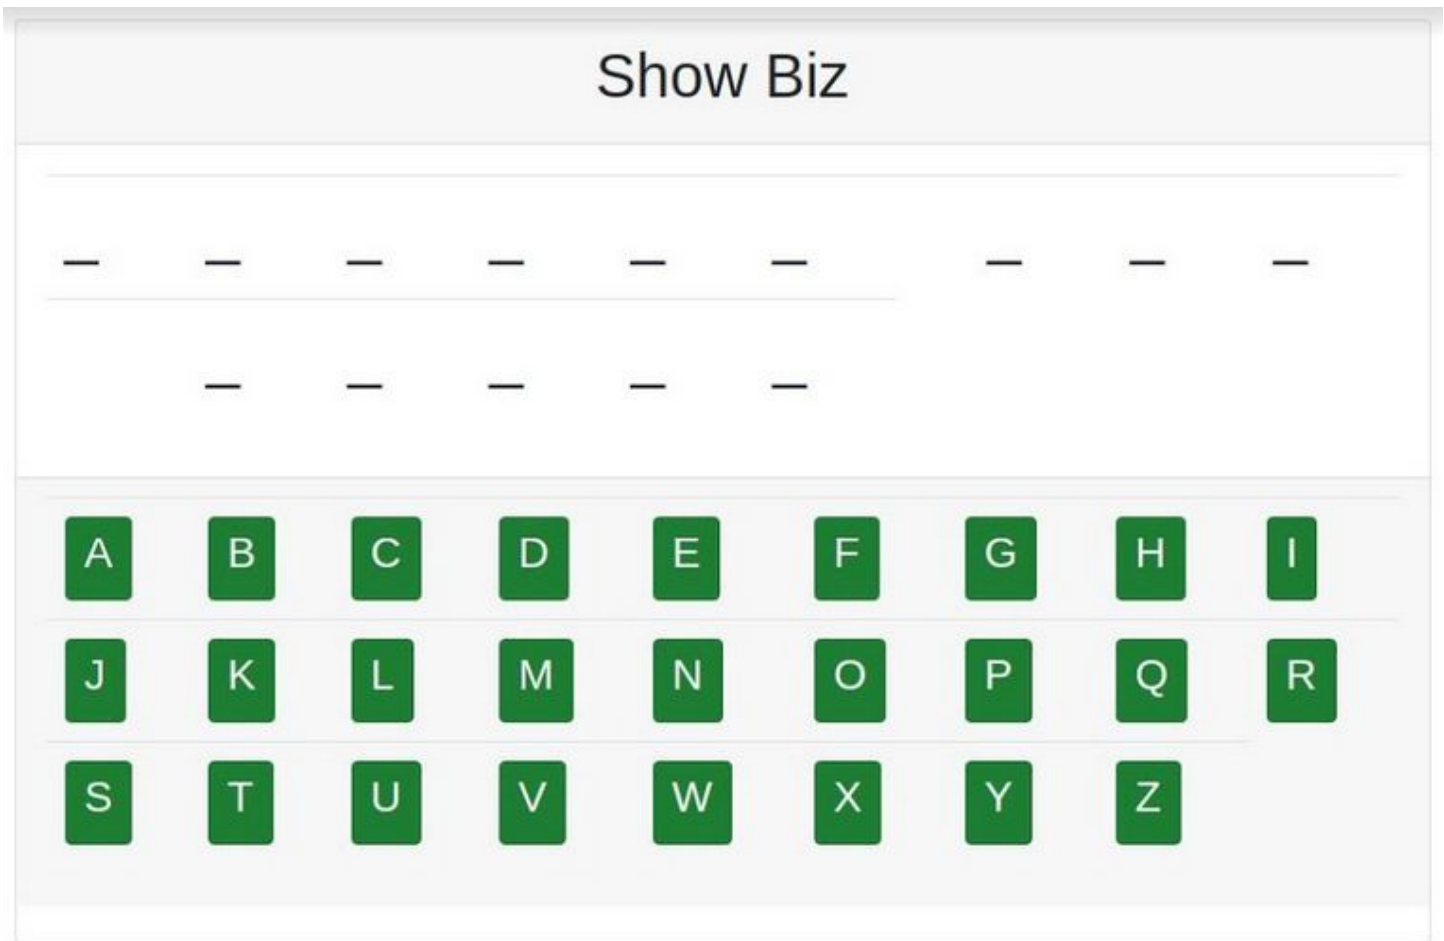 Show Biz
_ _ _ _ _ _   _ _ _
_ _ _ _ _
A B C D E F G H I
J K L M N O P Q R
S T U V W X Y Z